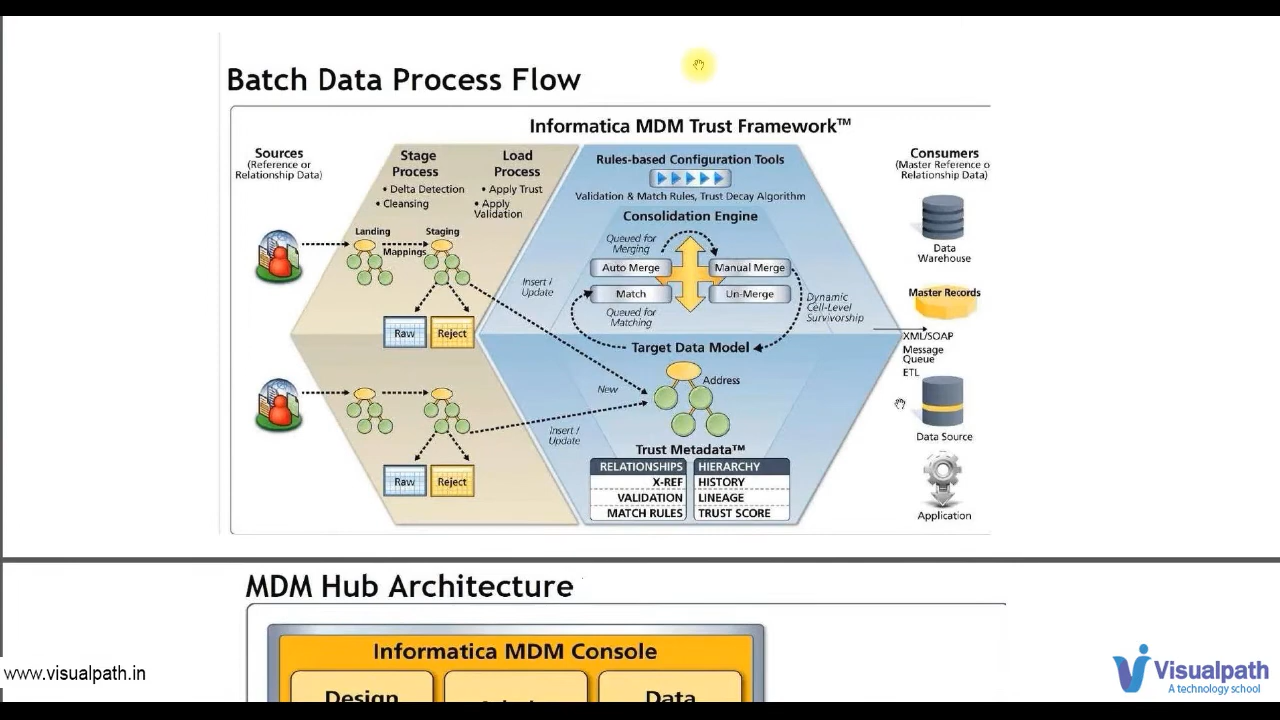 Batch Data Process Flow
Informatica MDM Trust Framework™
Sources
(Reference or
Relationship Data)
Stage
Process
• Delta Detection
• Cleansing
Load
Process
• Apply Trust
• Apply
Validation
Rules-based Configuration Tools
Validation & Match Rules, Trust Decay Algorithm
Consolidation Engine
Consumers
(Master Reference o
Relationship Data)
Landing
Mappings
Staging
Queued for
Merging
Auto Merge
Manual Merge
Match
Un-Merge
Queued for
Matching
Insert /
Update
Dynamic
Cell-Level
Survivorship
Data
Warehouse
Master Records
XML/SOAP
Message
Queue
ETL
Raw
Reject
Target Data Model
Address
New
Insert /
Update
Data Source
Trust Metadata™
RELATIONSHIPS
HIERARCHY
X-REF
HISTORY
VALIDATION
LINEAGE
MATCH RULES
TRUST SCORE
Raw
Reject
Application
MDM Hub Architecture
Informatica MDM Console
Design
Data
www.visualpath.in
Visualpath
A technology school